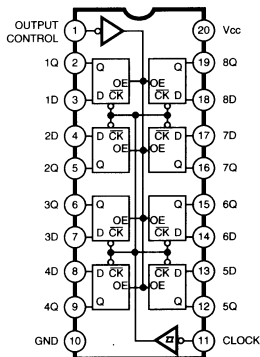 OUTPUT CONTROL 1 20 Vcc
1Q 2 Q OE OE Q 19 8Q
1D 3 D CK CK D 18 8D
2D 4 D CK CK D 17 7D
2Q 5 Q OE OE Q 16 7Q
3Q 6 Q OE OE Q 15 6Q
3D 7 D CK CK D 14 6D
4D 8 D CK CK D 13 5D
4Q 9 Q OE OE Q 12 5Q
GND 10 11 CLOCK